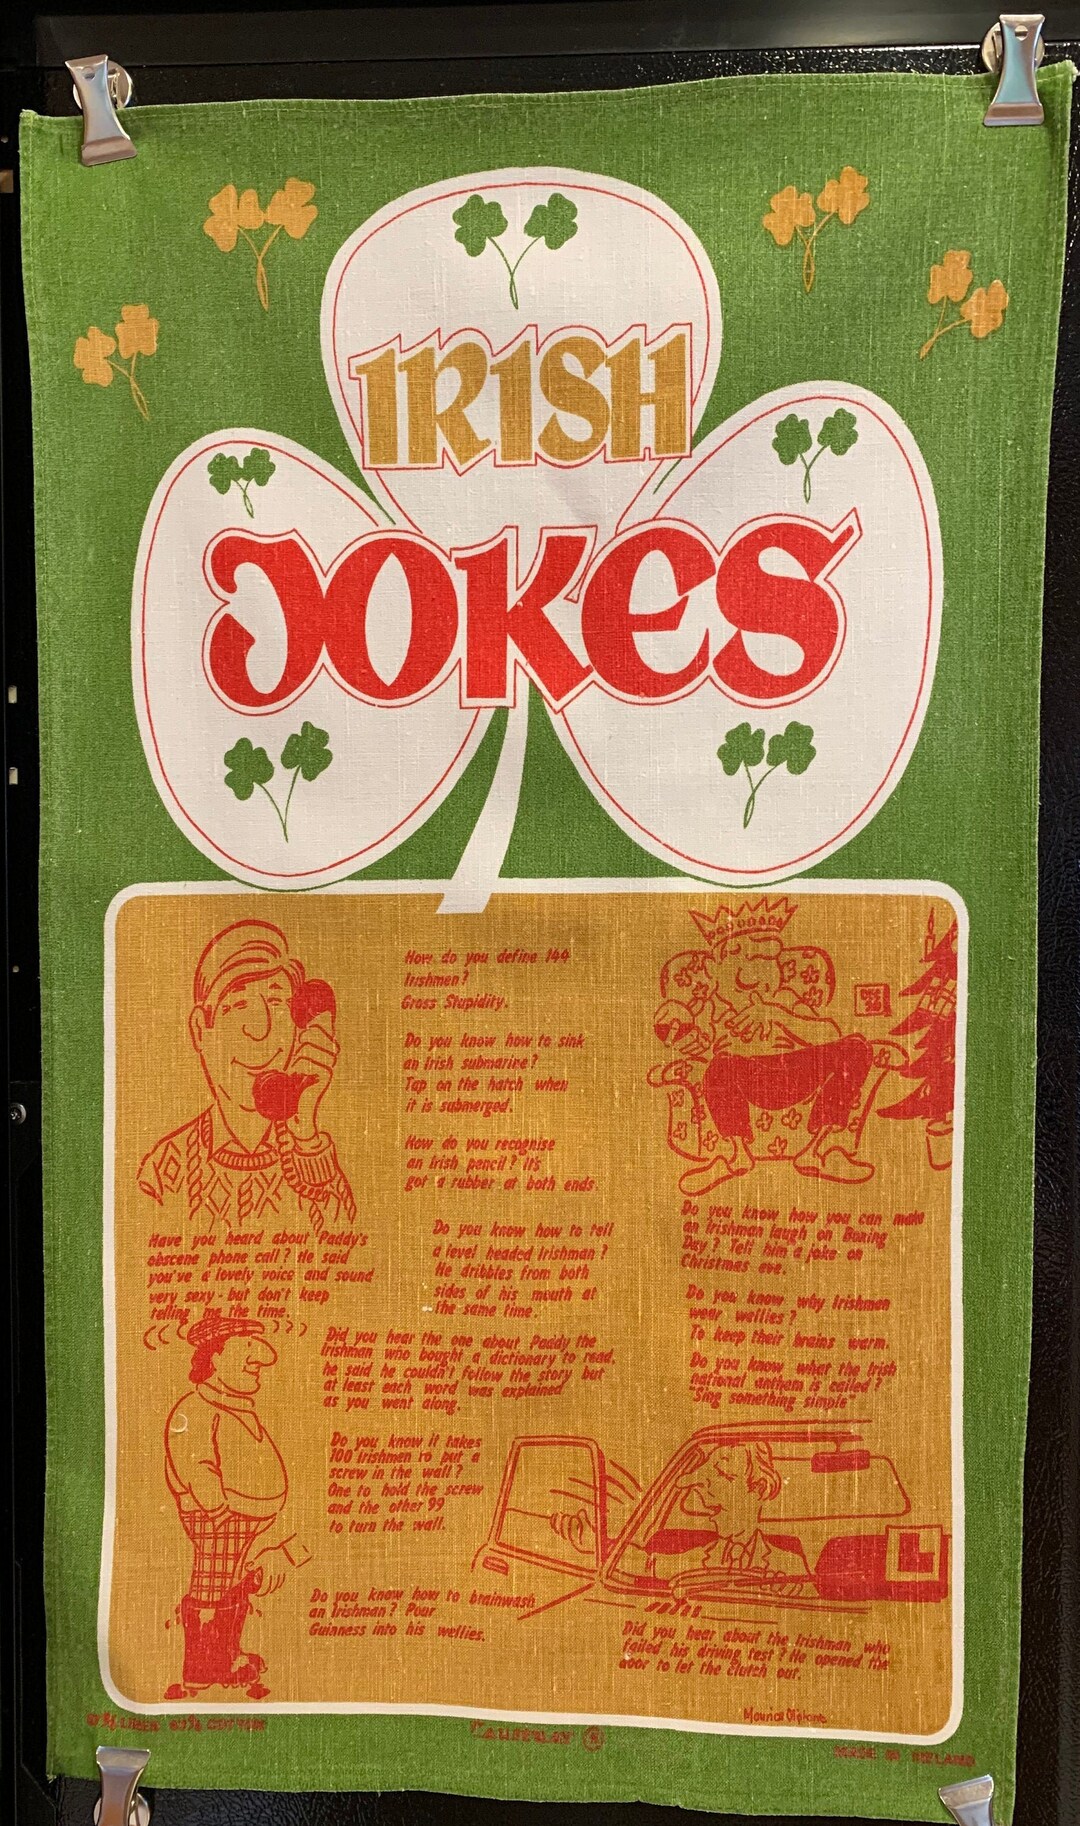 IRISH
JOKES
How do you define 144
Irishmen?
Gross Stupidity.
Do you know how to sink
an Irish submarine?
Tap on the hatch when
it is submerged.
How do you recognise
an Irish pencil? It's
got a rubber at both ends.
Have you heard about Paddy's
obscene phone call? He said
you've a lovely voice and sound
very sexy - but don't keep
telling me the time.
Do you know how to tell
a level headed Irishman?
He dribbles from both
sides of his mouth at
the same time.
Do you know how you can make
an Irishman laugh on Boxing
Day? Tell him a joke on
Christmas eve.
Do you know why Irishmen
wear wellies?
To keep their brains warm.
Do you know what the Irish
national anthem is called?
"Sing something simple"
Did you hear the one about Paddy the
Irishman who bought a dictionary to read,
he said he couldn't follow the story but
at least each word was explained
as you went along.
Do you know it takes
100 Irishmen to put a
screw in the wall?
One to hold the screw
and the other 99
to turn the wall.
Do you know how to brainwash
an Irishman? Pour
Guinness into his wellies.
L
Did you hear about the Irishman who
failed his driving test? He opened the
door to let the clutch out.
LINEN COTTON
MADE IN IRELAND